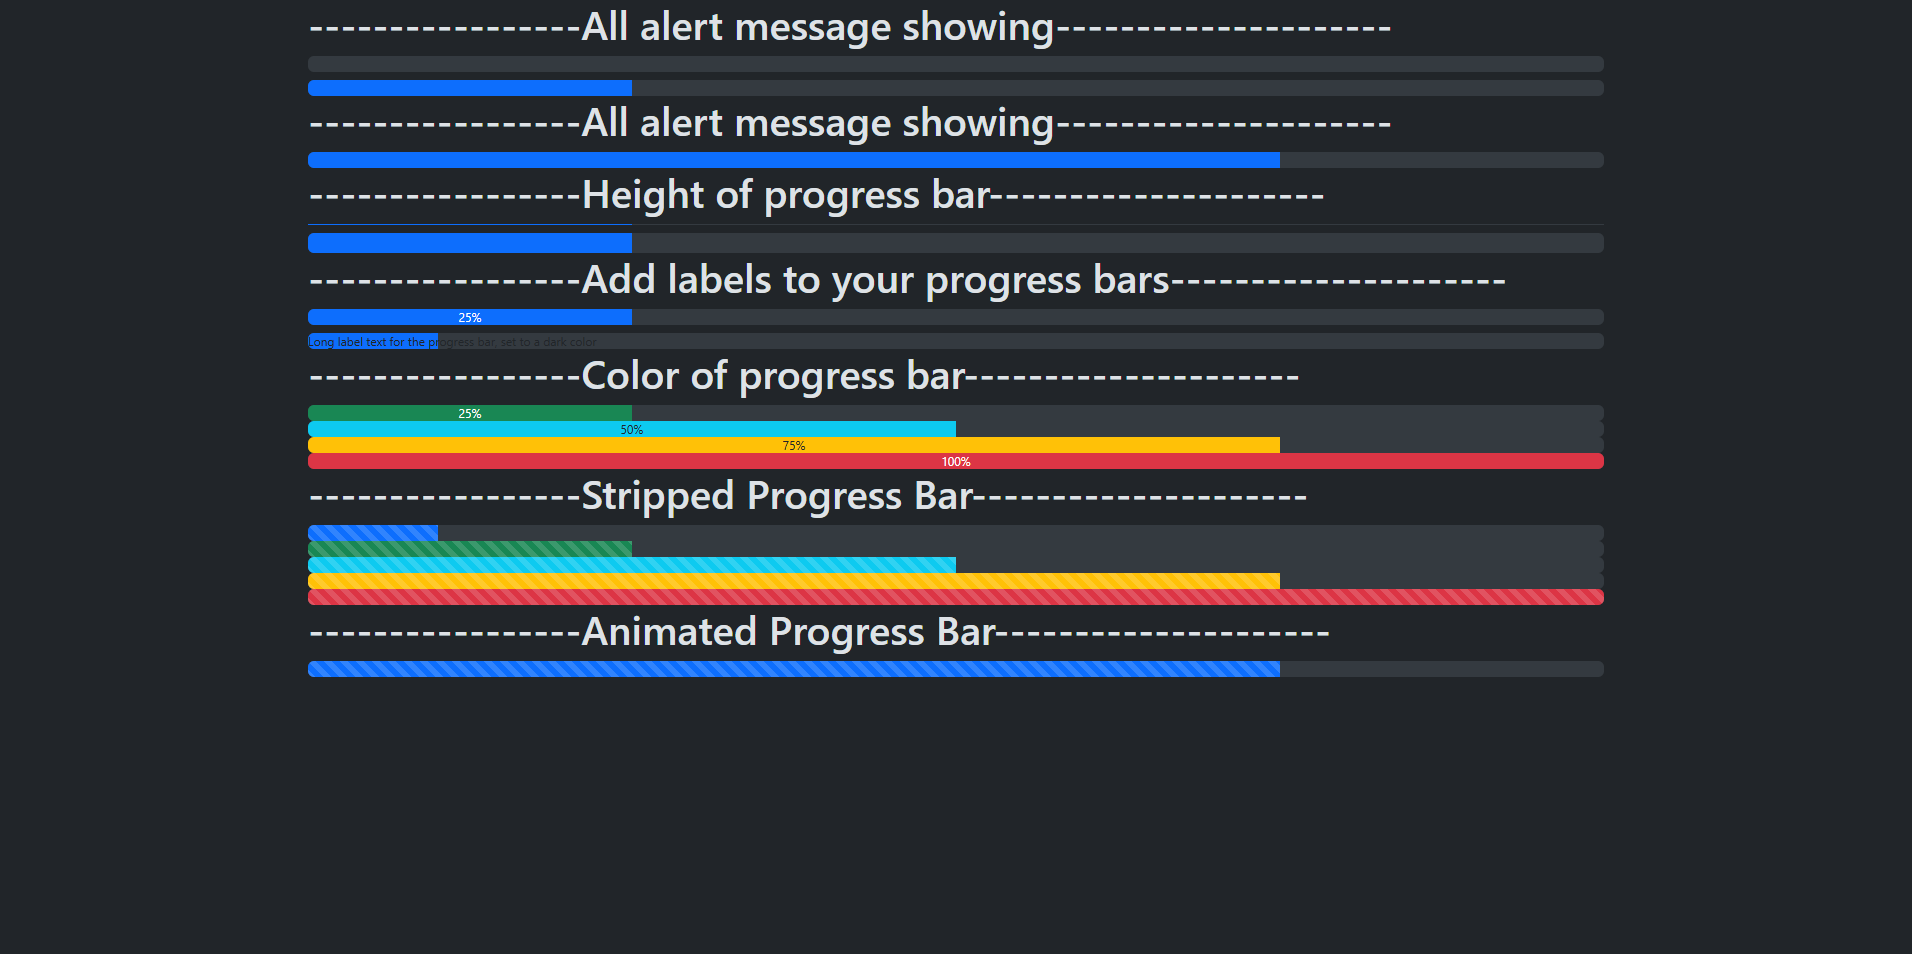 -----------------All alert message showing---------------------
-----------------All alert message showing---------------------
-----------------Height of progress bar---------------------
-----------------Add labels to your progress bars---------------------
25%
Long label text for the progress bar, set to a dark color
-----------------Color of progress bar---------------------
25%
50%
75%
100%
-----------------Stripped Progress Bar---------------------
-----------------Animated Progress Bar---------------------